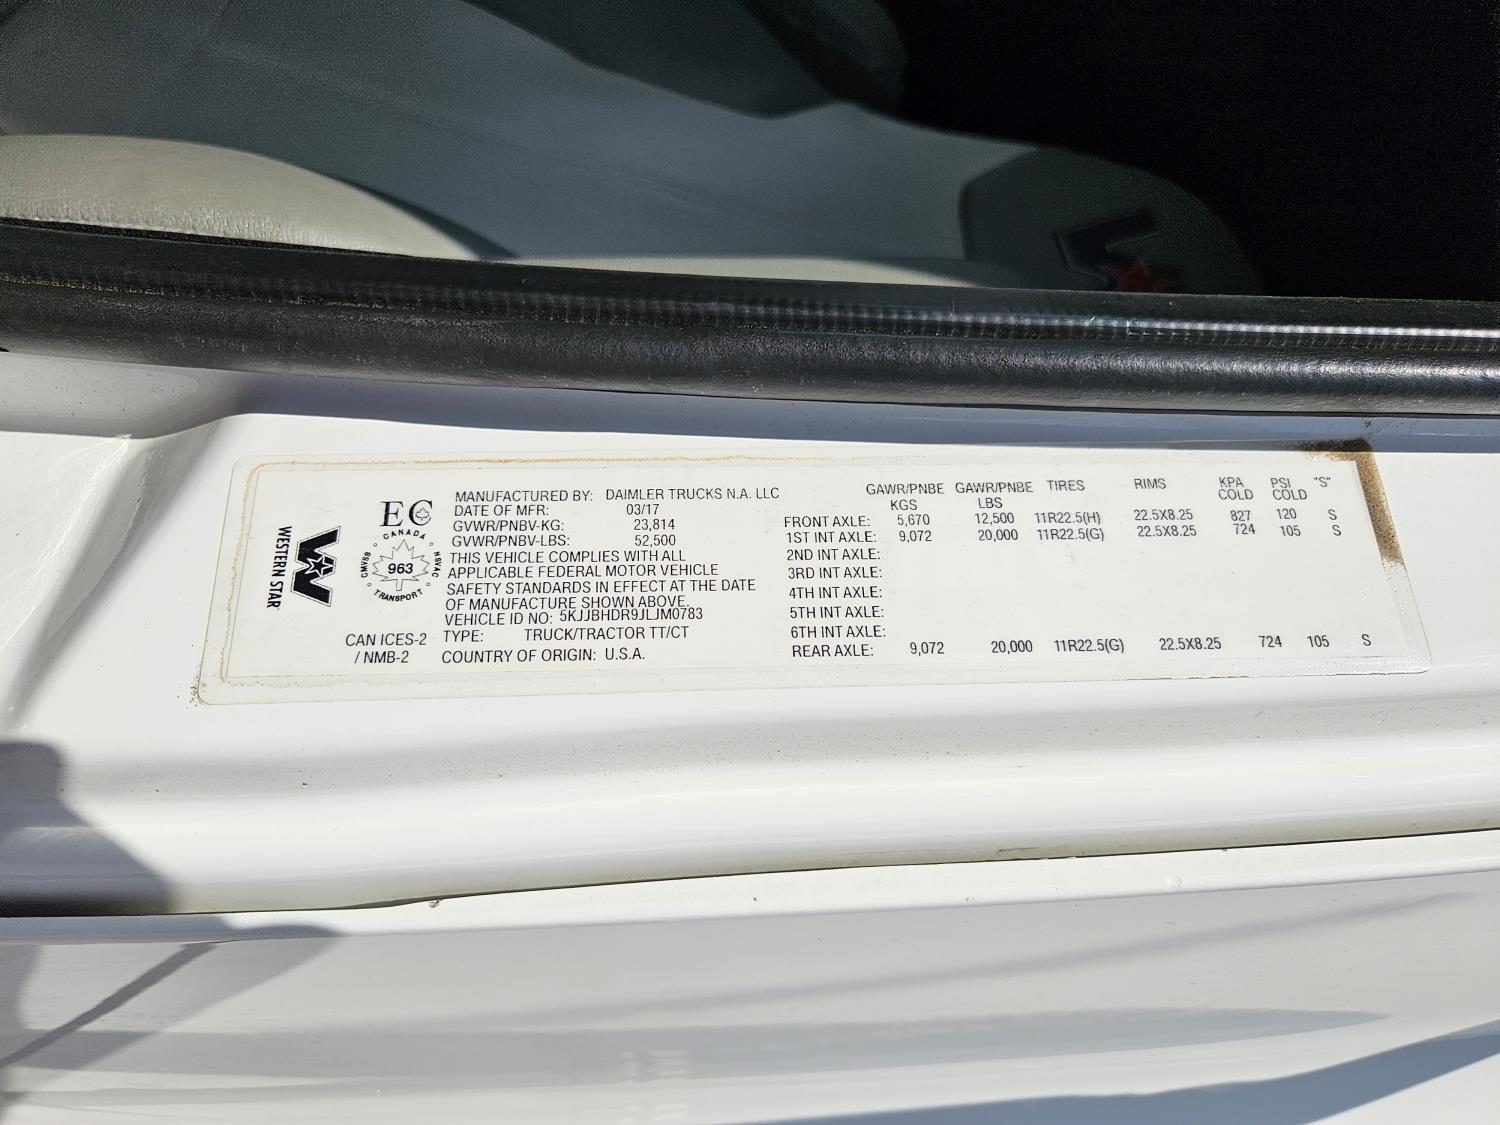 WESTERN STAR
EC
CANADA
CMVSS
963
NSVAC
TRANSPORT
CAN ICES-2
/ NMB-2
MANUFACTURED BY: DAIMLER TRUCKS N.A. LLC
DATE OF MFR: 03/17
GVWR/PNBV-KG: 23,814
GVWR/PNBV-LBS: 52,500
THIS VEHICLE COMPLIES WITH ALL
APPLICABLE FEDERAL MOTOR VEHICLE
SAFETY STANDARDS IN EFFECT AT THE DATE
OF MANUFACTURE SHOWN ABOVE.
VEHICLE ID NO: 5KJJBHDR9JLJM0783
TYPE: TRUCK/TRACTOR TT/CT
COUNTRY OF ORIGIN: U.S.A.
GAWR/PNBE GAWR/PNBE TIRES RIMS KPA PSI "S"
KGS LBS COLD COLD
FRONT AXLE: 5,670 12,500 11R22.5(H) 22.5X8.25 827 120 S
1ST INT AXLE: 9,072 20,000 11R22.5(G) 22.5X8.25 724 105 S
2ND INT AXLE:
3RD INT AXLE:
4TH INT AXLE:
5TH INT AXLE:
6TH INT AXLE:
REAR AXLE: 9,072 20,000 11R22.5(G) 22.5X8.25 724 105 S